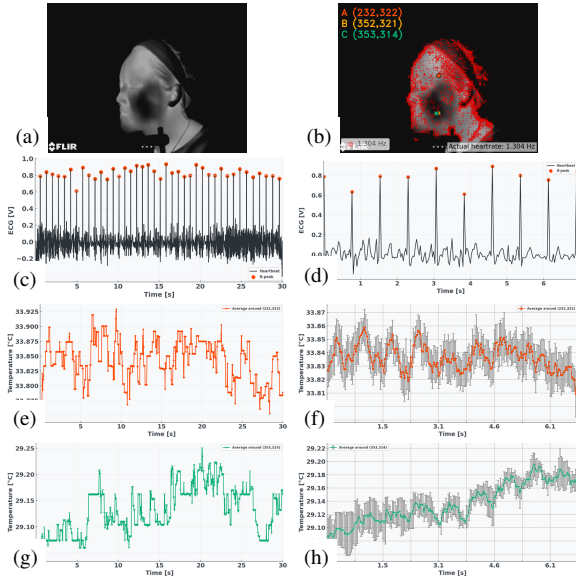 A (232,322)
B (352,321)
C (353,314)
FLIR
FLIR
1.304 Hz
Actual heartrate: 1.304 Hz
(a)
(b)
1.0
0.8
0.6
0.4
0.2
0.0
ECG [V]
Heartbeat
R-peak
5
10
15
20
25
30
Time [s]
(c)
0.8
0.6
0.4
0.2
0.0
ECG [V]
Heartbeat
R-peak
1
2
3
4
5
6
Time [s]
(d)
33.925
33.900
33.875
33.850
33.825
33.800
33.775
Temperature [°C]
Average around (232,322)
5
10
15
20
25
30
Time [s]
(e)
33.87
33.86
33.85
33.84
33.83
33.82
33.81
Temperature [°C]
Average around (232,322)
1.5
3.1
4.6
6.1
Time [s]
(f)
29.25
29.20
29.15
29.10
Temperature [°C]
Average around (353,314)
5
10
15
20
25
30
Time [s]
(g)
29.22
29.20
29.18
29.16
29.14
29.12
29.10
Temperature [°C]
Average around (353,314)
1.5
3.1
4.6
6.1
Time [s]
(h)